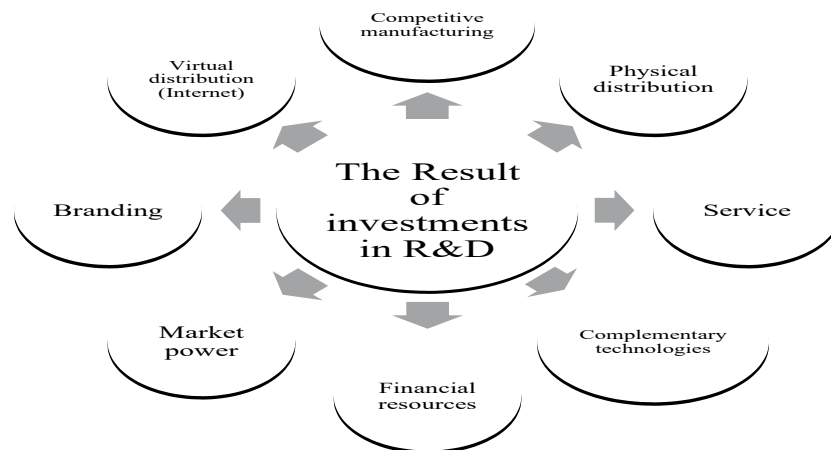 Competitive
manufacturing
Virtual
distribution
(Internet)
Physical
distribution
The Result
of
investments
in R&D
Branding
Service
Market
power
Complementary
technologies
Financial
resources